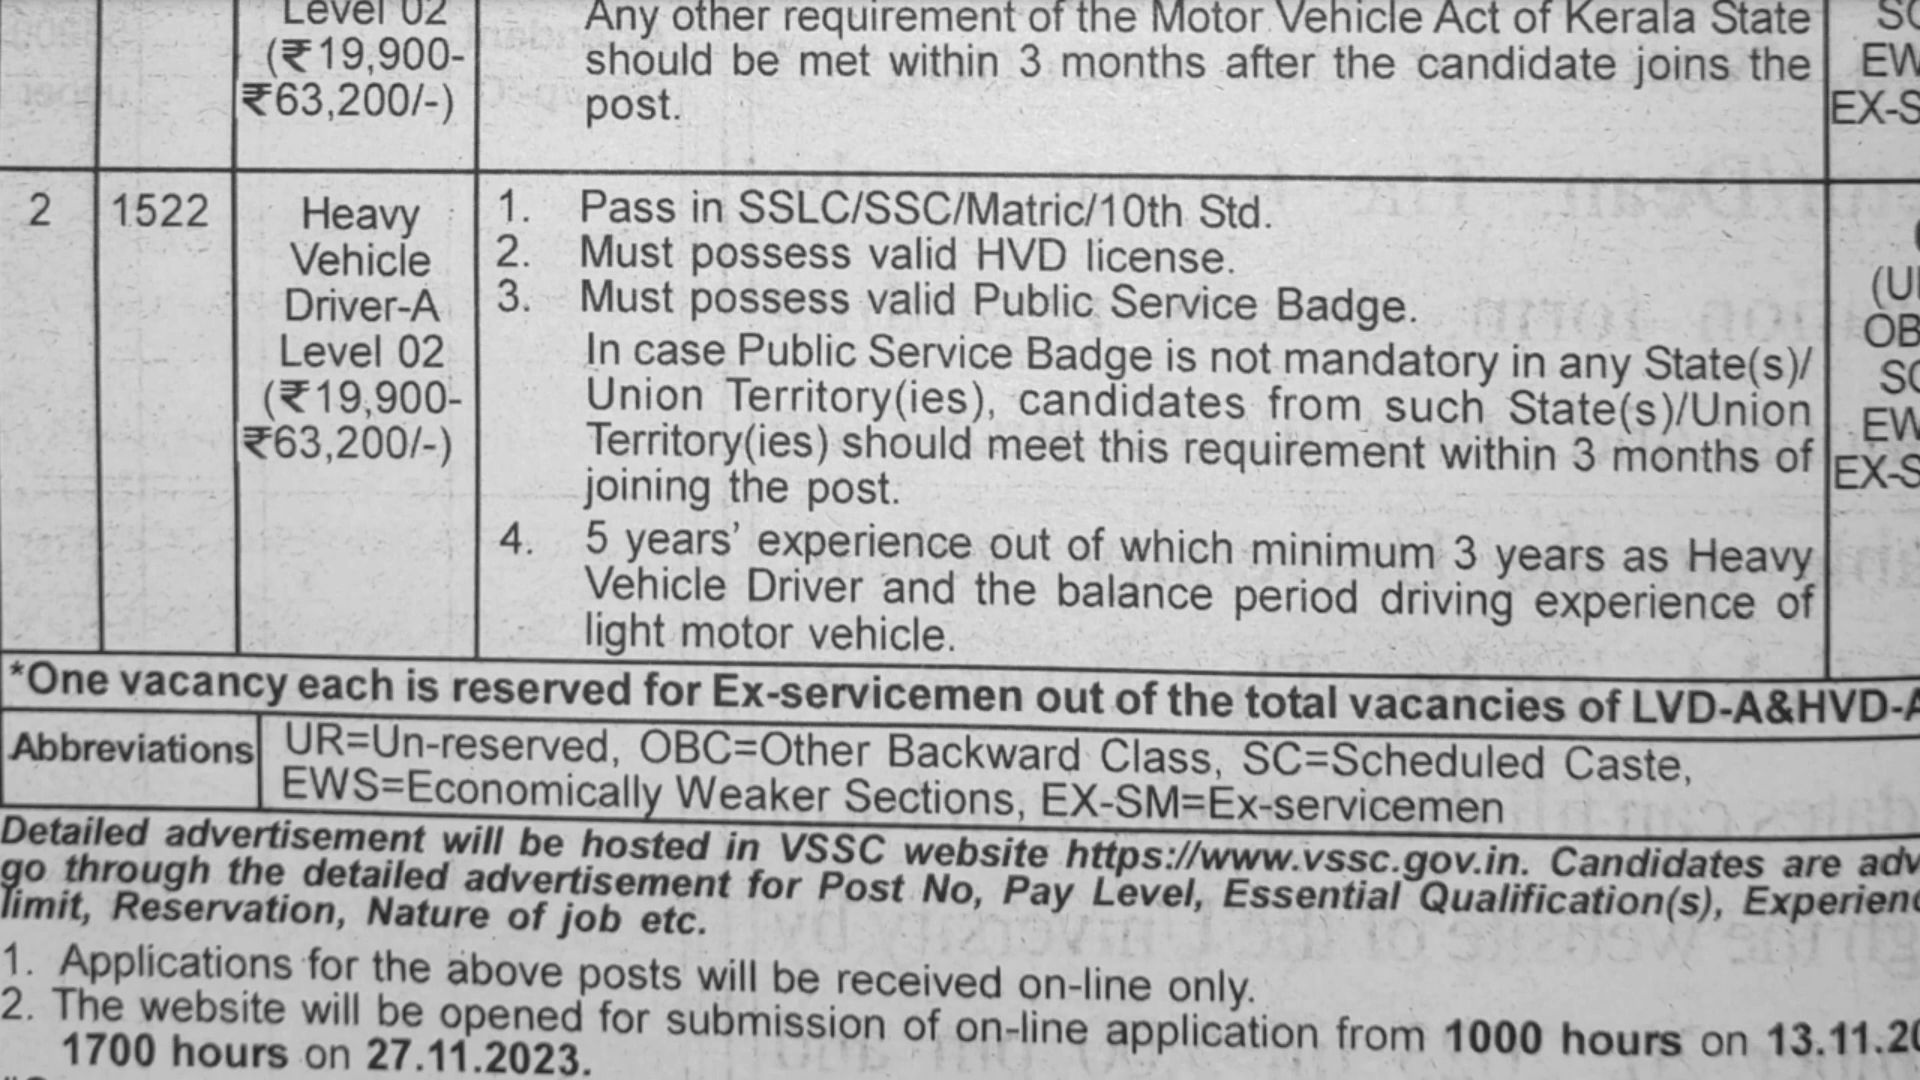 Level 02
(₹19,900-
₹63,200/-)
Any other requirement of the Motor Vehicle Act of Kerala State
should be met within 3 months after the candidate joins the
post.
EX-S
2
1522
Heavy
Vehicle
Driver-A
Level 02
(₹19,900-
₹63,200/-)
1. Pass in SSLC/SSC/Matric/10th Std.
2. Must possess valid HVD license.
3. Must possess valid Public Service Badge.
In case Public Service Badge is not mandatory in any State(s)/
Union Territory(ies), candidates from such State(s)/Union
Territory(ies) should meet this requirement within 3 months of
joining the post.
4. 5 years’ experience out of which minimum 3 years as Heavy
Vehicle Driver and the balance period driving experience of
light motor vehicle.
OB
EX-S
*One vacancy each is reserved for Ex-servicemen out of the total vacancies of LVD-A&HVD-A
Abbreviations
UR=Un-reserved, OBC=Other Backward Class, SC=Scheduled Caste,
EWS=Economically Weaker Sections, EX-SM=Ex-servicemen
Detailed advertisement will be hosted in VSSC website https://www.vssc.gov.in. Candidates are adv
go through the detailed advertisement for Post No, Pay Level, Essential Qualification(s), Experienc
limit, Reservation, Nature of job etc.
1. Applications for the above posts will be received on-line only.
2. The website will be opened for submission of on-line application from 1000 hours on 13.11.20
1700 hours on 27.11.2023.